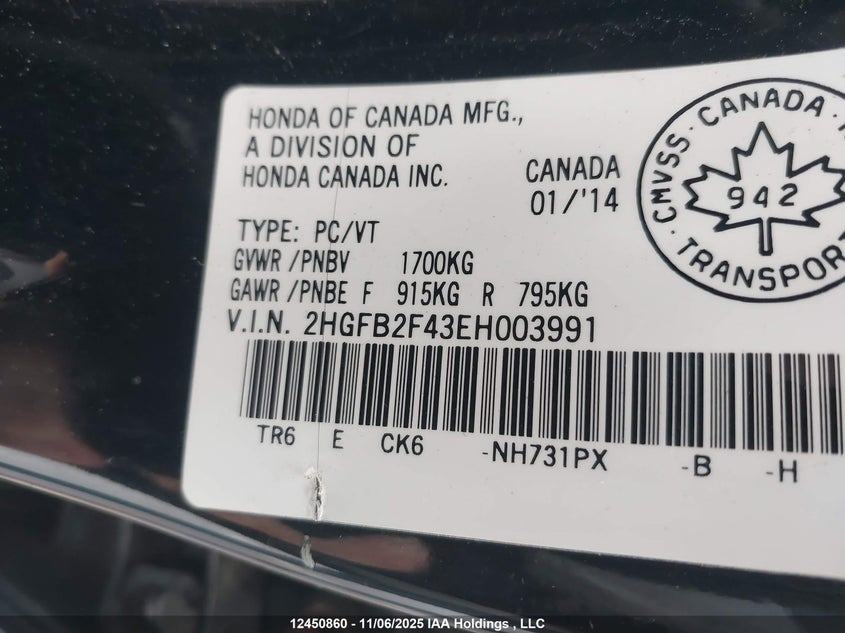 HONDA OF CANADA MFG.,
A DIVISION OF
HONDA CANADA INC.
CANADA
01/'14
TYPE: PC/VT
GVWR /PNBV 1700KG
GAWR /PNBE F 915KG R 795KG
V.I.N. 2HGFB2F43EH003991
TR6 E CK6 -NH731PX -B -H
CMVSS · CANADA ·
942
TRANSPORT
12450860 - 11/06/2025 IAA Holdings , LLC